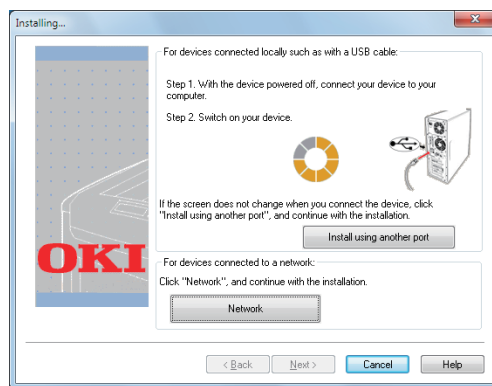 Installing...
For devices connected locally such as with a USB cable:
Step 1. With the device powered off, connect your device to your
computer.
Step 2. Switch on your device.
If the screen does not change when you connect the device, click
"Install using another port", and continue with the installation.
Install using another port
OKI
For devices connected to a network:
Click "Network", and continue with the installation.
Network
< Back
Next >
Cancel
Help